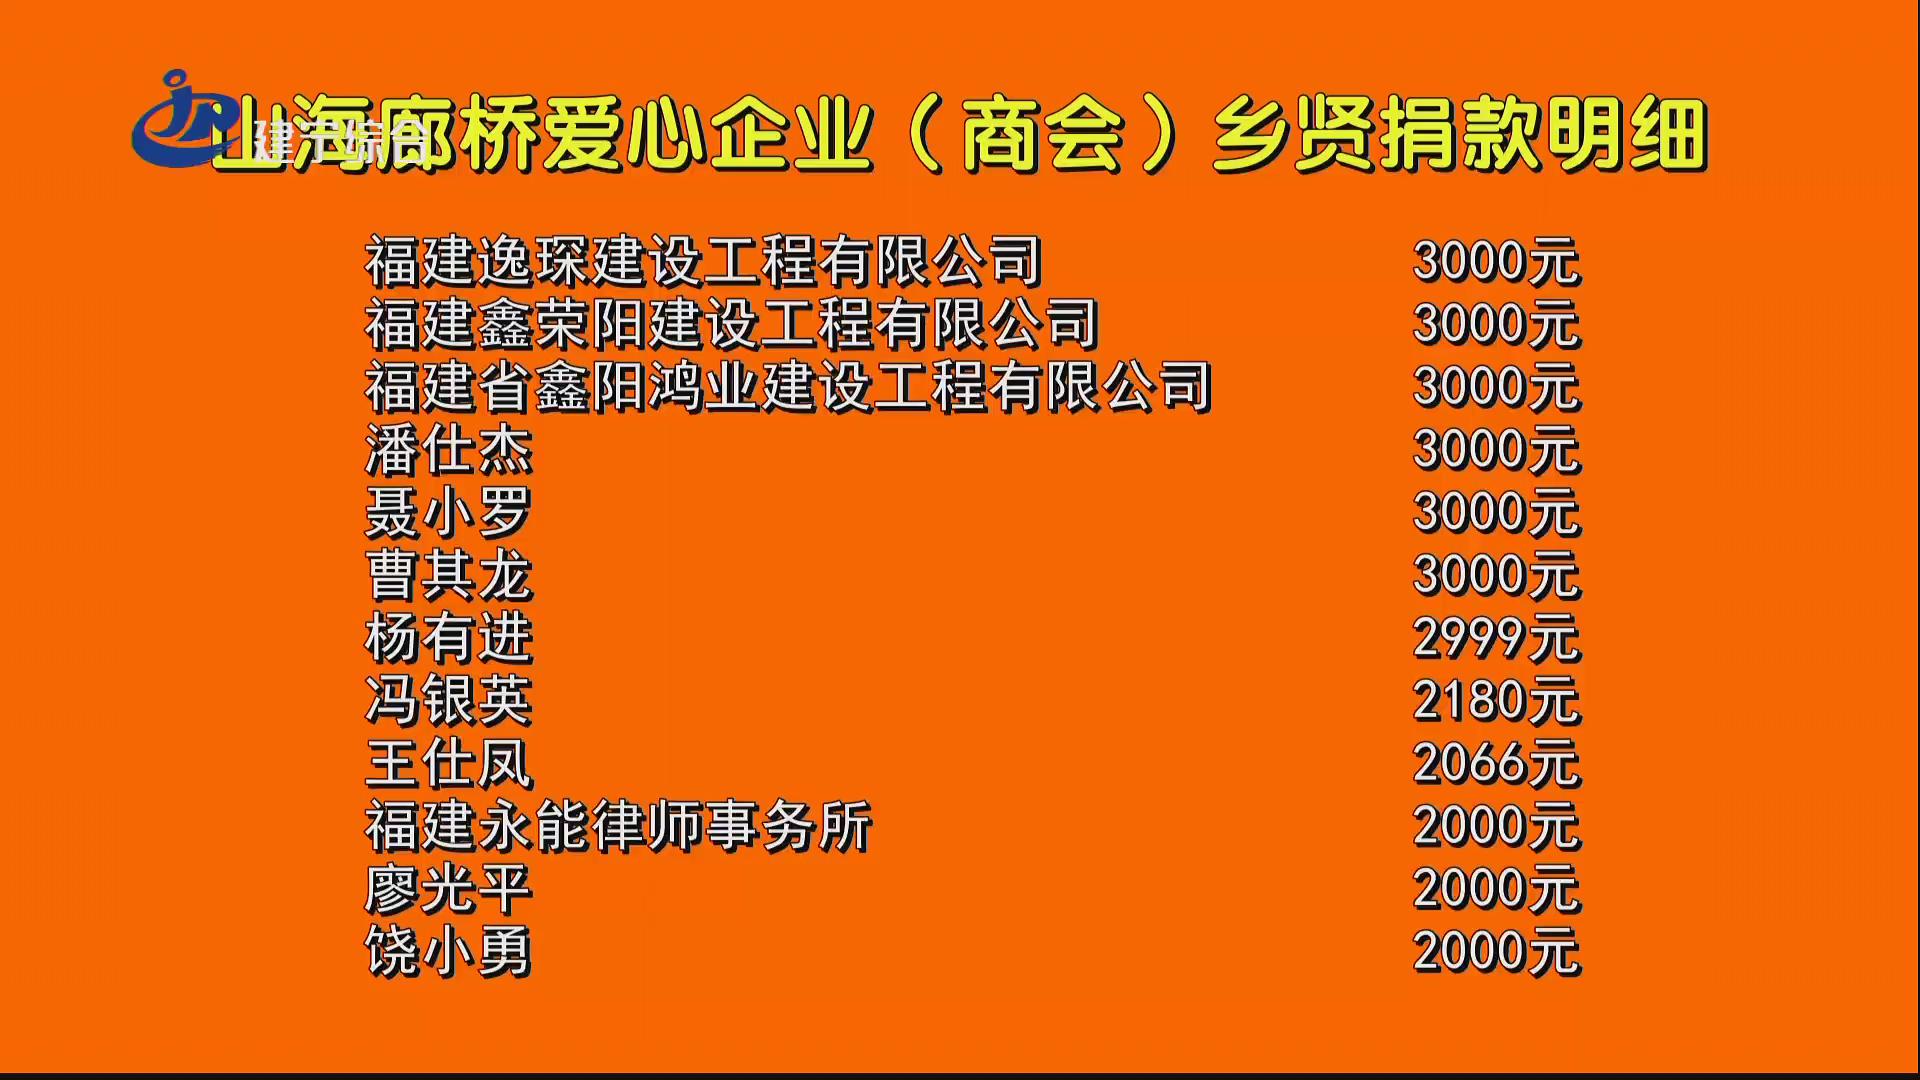 山海廊桥爱心企业（商会）乡贤捐款明细
建宁综合
福建逸琛建设工程有限公司 3000元
福建鑫荣阳建设工程有限公司 3000元
福建省鑫阳鸿业建设工程有限公司 3000元
潘仕杰 3000元
聂小罗 3000元
曹其龙 3000元
杨有进 2999元
冯银英 2180元
王仕凤 2066元
福建永能律师事务所 2000元
廖光平 2000元
饶小勇 2000元